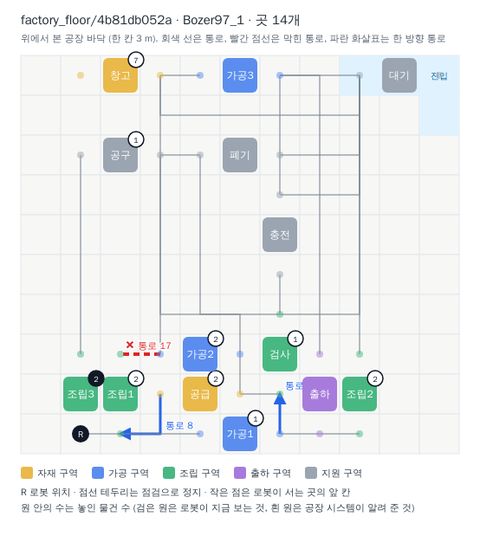 factory_floor/4b81db052a · Bozer97_1 · 곳 14개
위에서 본 공장 바닥 (한 칸 3 m). 회색 선은 통로, 빨간 점선은 막힌 통로, 파란 화살표는 한 방향 통로
7
창고
가공3
대기
진입
1
공구
폐기
충전
통로 17
2
가공2
1
검사
2
조립3
2
조립1
2
공급
통로
출하
2
조립2
R
통로 8
1
가공1
자재 구역
가공 구역
조립 구역
출하 구역
지원 구역
R 로봇 위치 · 점선 테두리는 점검으로 정지 · 작은 점은 로봇이 서는 곳의 앞 칸
원 안의 수는 놓인 물건 수 (검은 원은 로봇이 지금 보는 것, 흰 원은 공장 시스템이 알려 준 것)